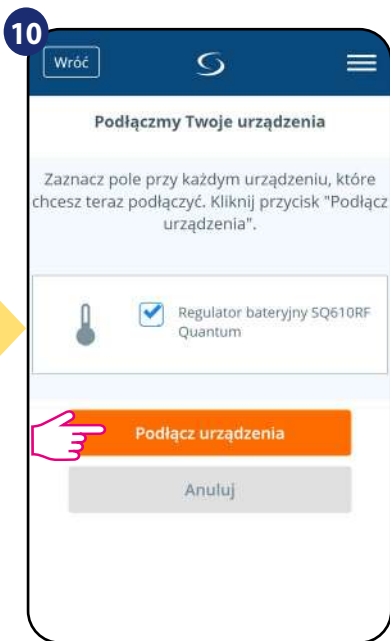 10
Wróć
Podłączmy Twoje urządzenia
Zaznacz pole przy każdym urządzeniu, które
chcesz teraz podłączyć. Kliknij przycisk "Podłącz
urządzenia".
Regulator bateryjny SQ610RF
Quantum
Podłącz urządzenia
Anuluj